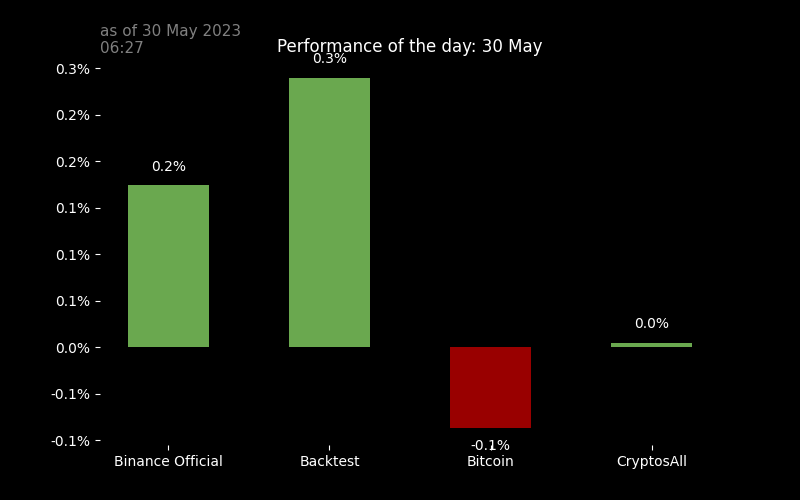 as of 30 May 2023
06:27
Performance of the day: 30 May
0.3%
0.2%
0.2%
0.1%
0.1%
0.1%
0.0%
-0.1%
-0.1%
0.2%
0.3%
-0.1%
0.0%
Binance Official
Backtest
Bitcoin
CryptosAll